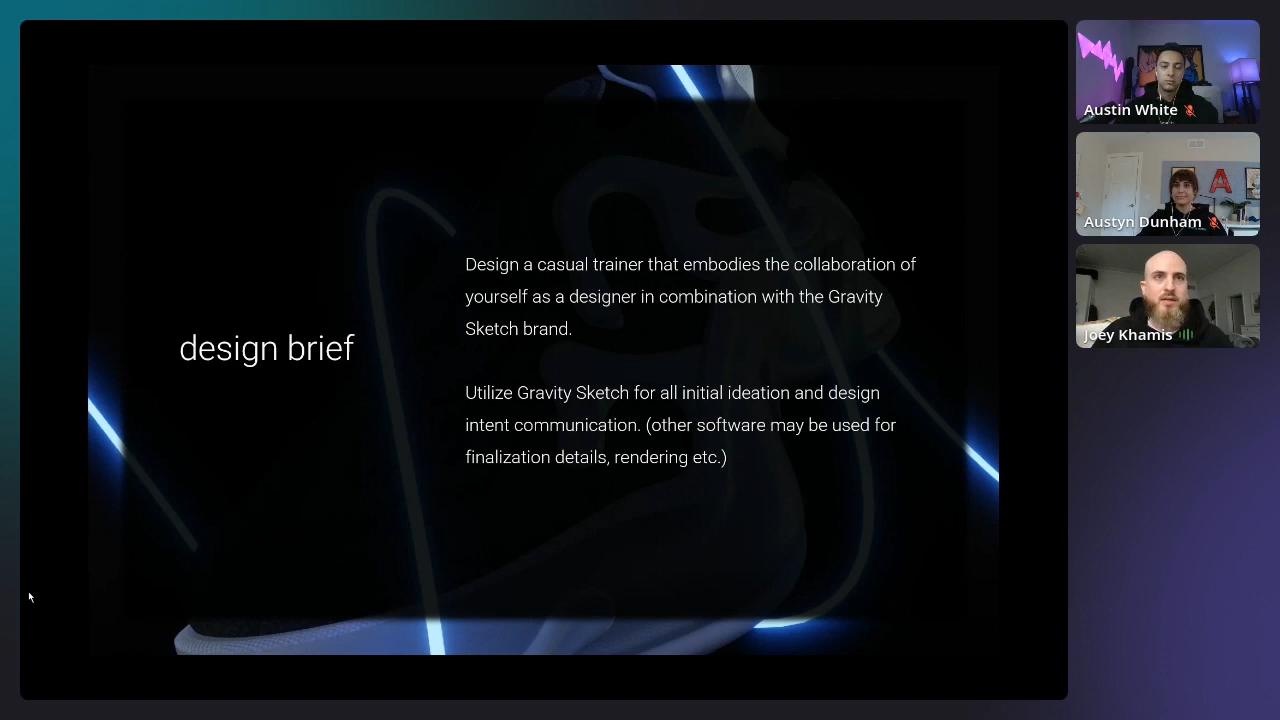 design brief
Design a casual trainer that embodies the collaboration of
yourself as a designer in combination with the Gravity
Sketch brand.
Utilize Gravity Sketch for all initial ideation and design
intent communication. (other software may be used for
finalization details, rendering etc.)
Austin White
Austyn Dunham
A
Joey Khamis